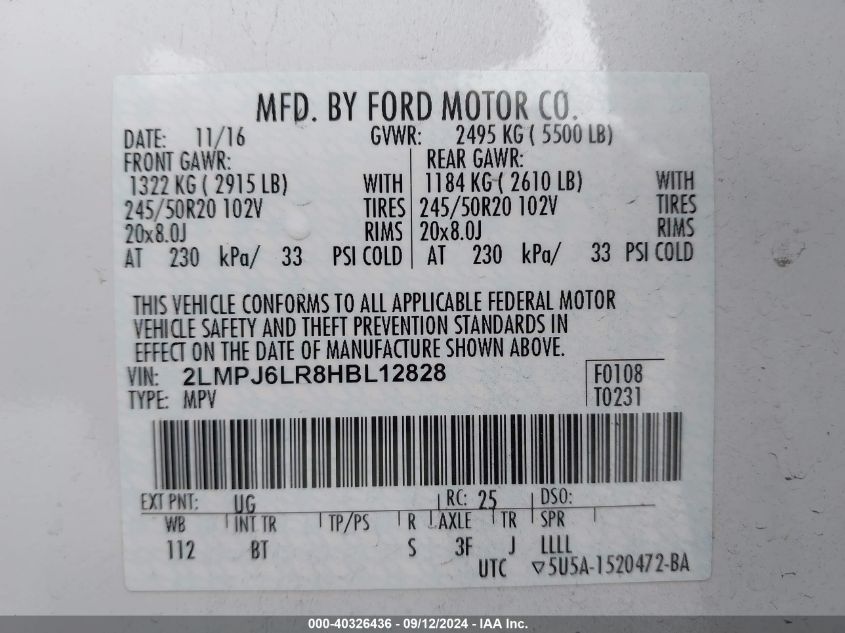 MFD. BY FORD MOTOR CO.
DATE: 11/16 GVWR: 2495 KG ( 5500 LB)
FRONT GAWR: REAR GAWR:
1322 KG ( 2915 LB) WITH 1184 KG ( 2610 LB) WITH
245/50R20 102V TIRES 245/50R20 102V TIRES
20x8.0J RIMS 20x8.0J RIMS
AT 230 kPa/ 33 PSI COLD AT 230 kPa/ 33 PSI COLD
THIS VEHICLE CONFORMS TO ALL APPLICABLE FEDERAL MOTOR
VEHICLE SAFETY AND THEFT PREVENTION STANDARDS IN
EFFECT ON THE DATE OF MANUFACTURE SHOWN ABOVE.
VIN: 2LMPJ6LR8HBL12828 F0108
TYPE: MPV T0231
EXT PNT: UG RC: 25 DSO:
WB INT TR TP/PS R AXLE TR SPR
112 BT S 3F J LLLL
UTC ▽5U5A-1520472-BA
000-40326436 - 09/12/2024 - IAA Inc.